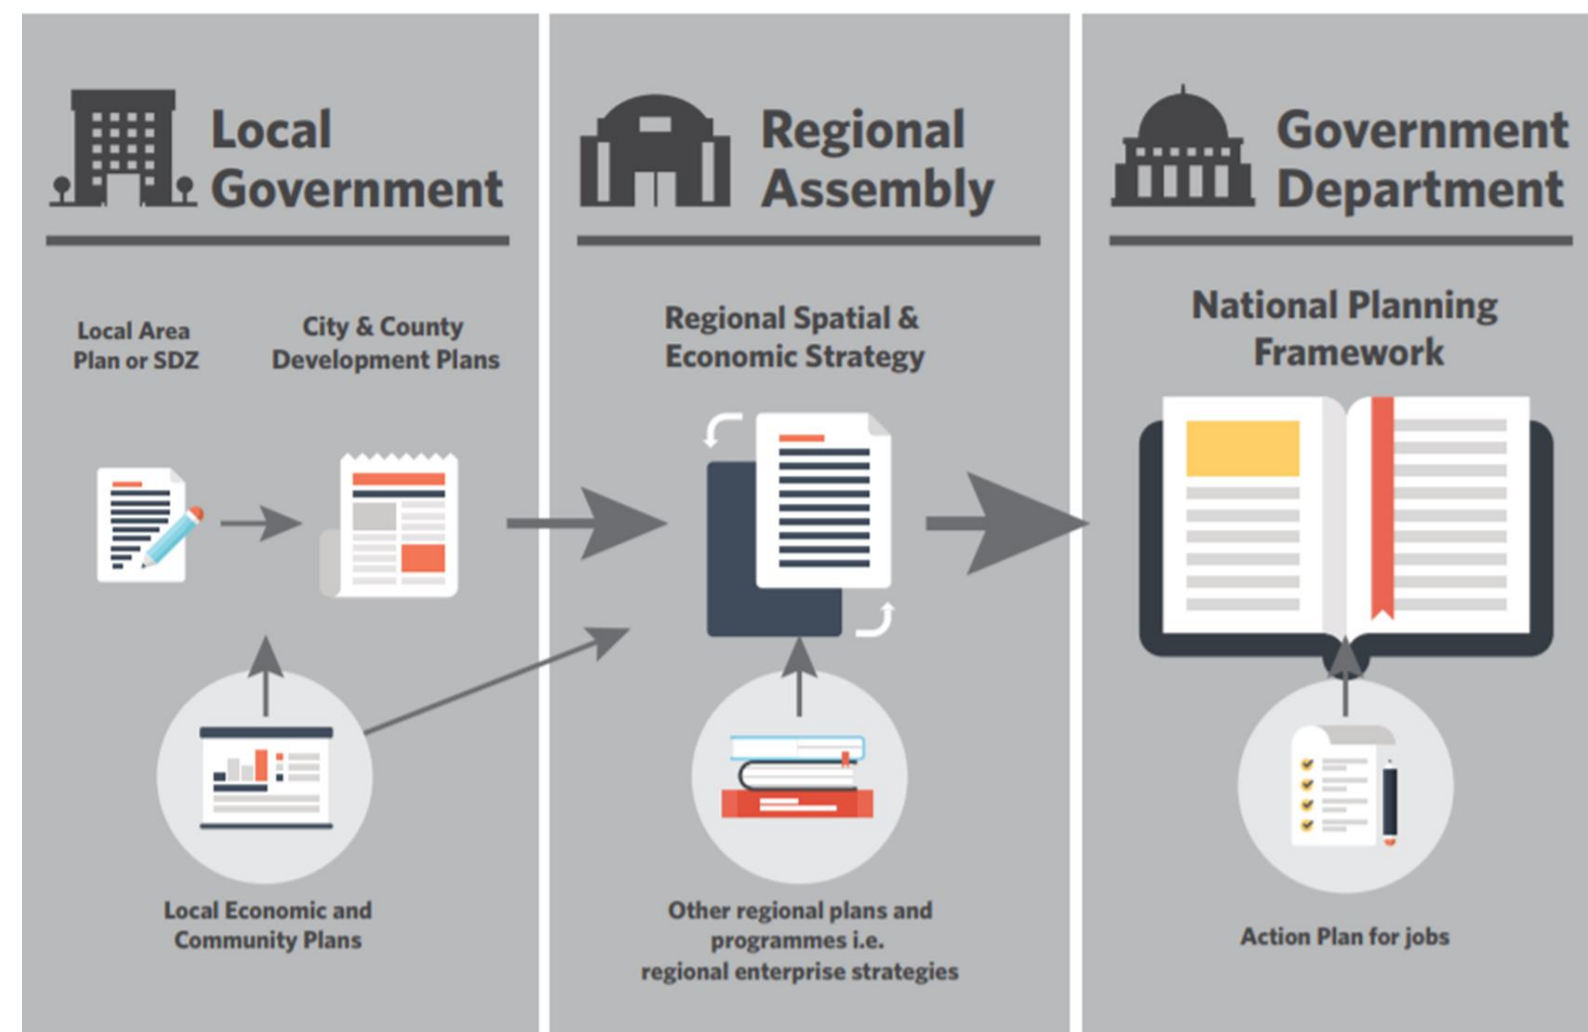 Local
Government
Local Area
Plan or SDZ
City & County
Development Plans
Local Economic and
Community Plans
Regional
Assembly
Regional Spatial &
Economic Strategy
Other regional plans and
programmes i.e.
regional enterprise strategies
Government
Department
National Planning
Framework
Action Plan for jobs